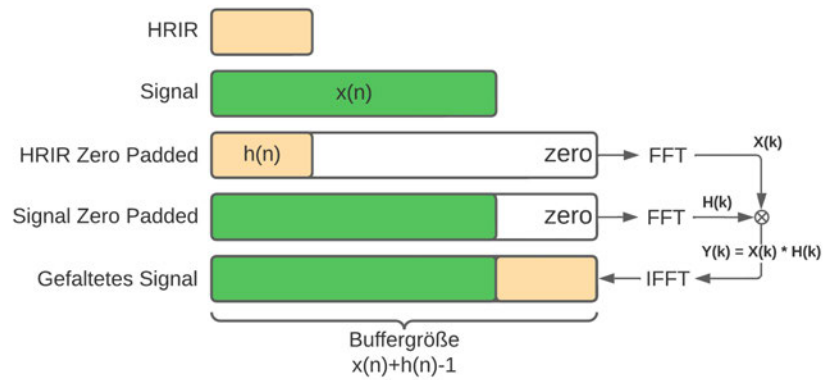 HRIR
Signal
x(n)
HRIR Zero Padded
h(n)
zero
FFT
X(k)
Signal Zero Padded
zero
FFT
H(k)
Y(k) = X(k) * H(k)
Gefaltetes Signal
IFFT
Buffergröße
x(n)+h(n)-1